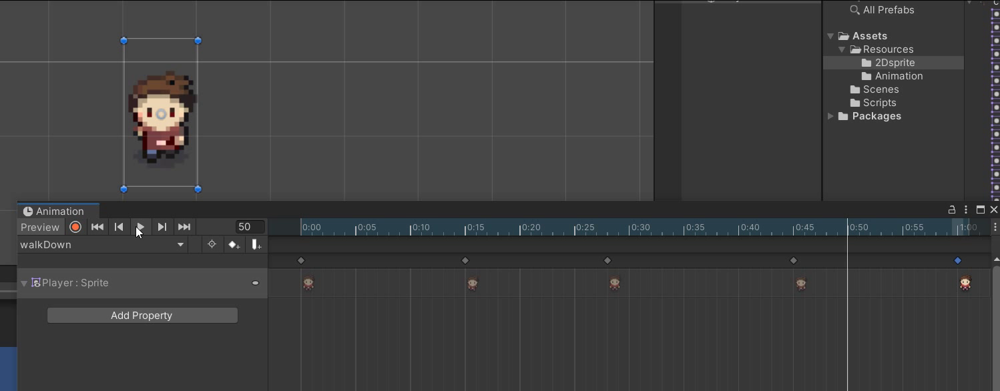 All Prefabs
Assets
Resources
2Dsprite
Animation
Scenes
Scripts
Packages
Animation
Preview
50
0:00 0:05 0:10 0:15 0:20 0:25 0:30 0:35 0:40 0:45 0:50 0:55 1:00
walkDown
Player : Sprite
Add Property